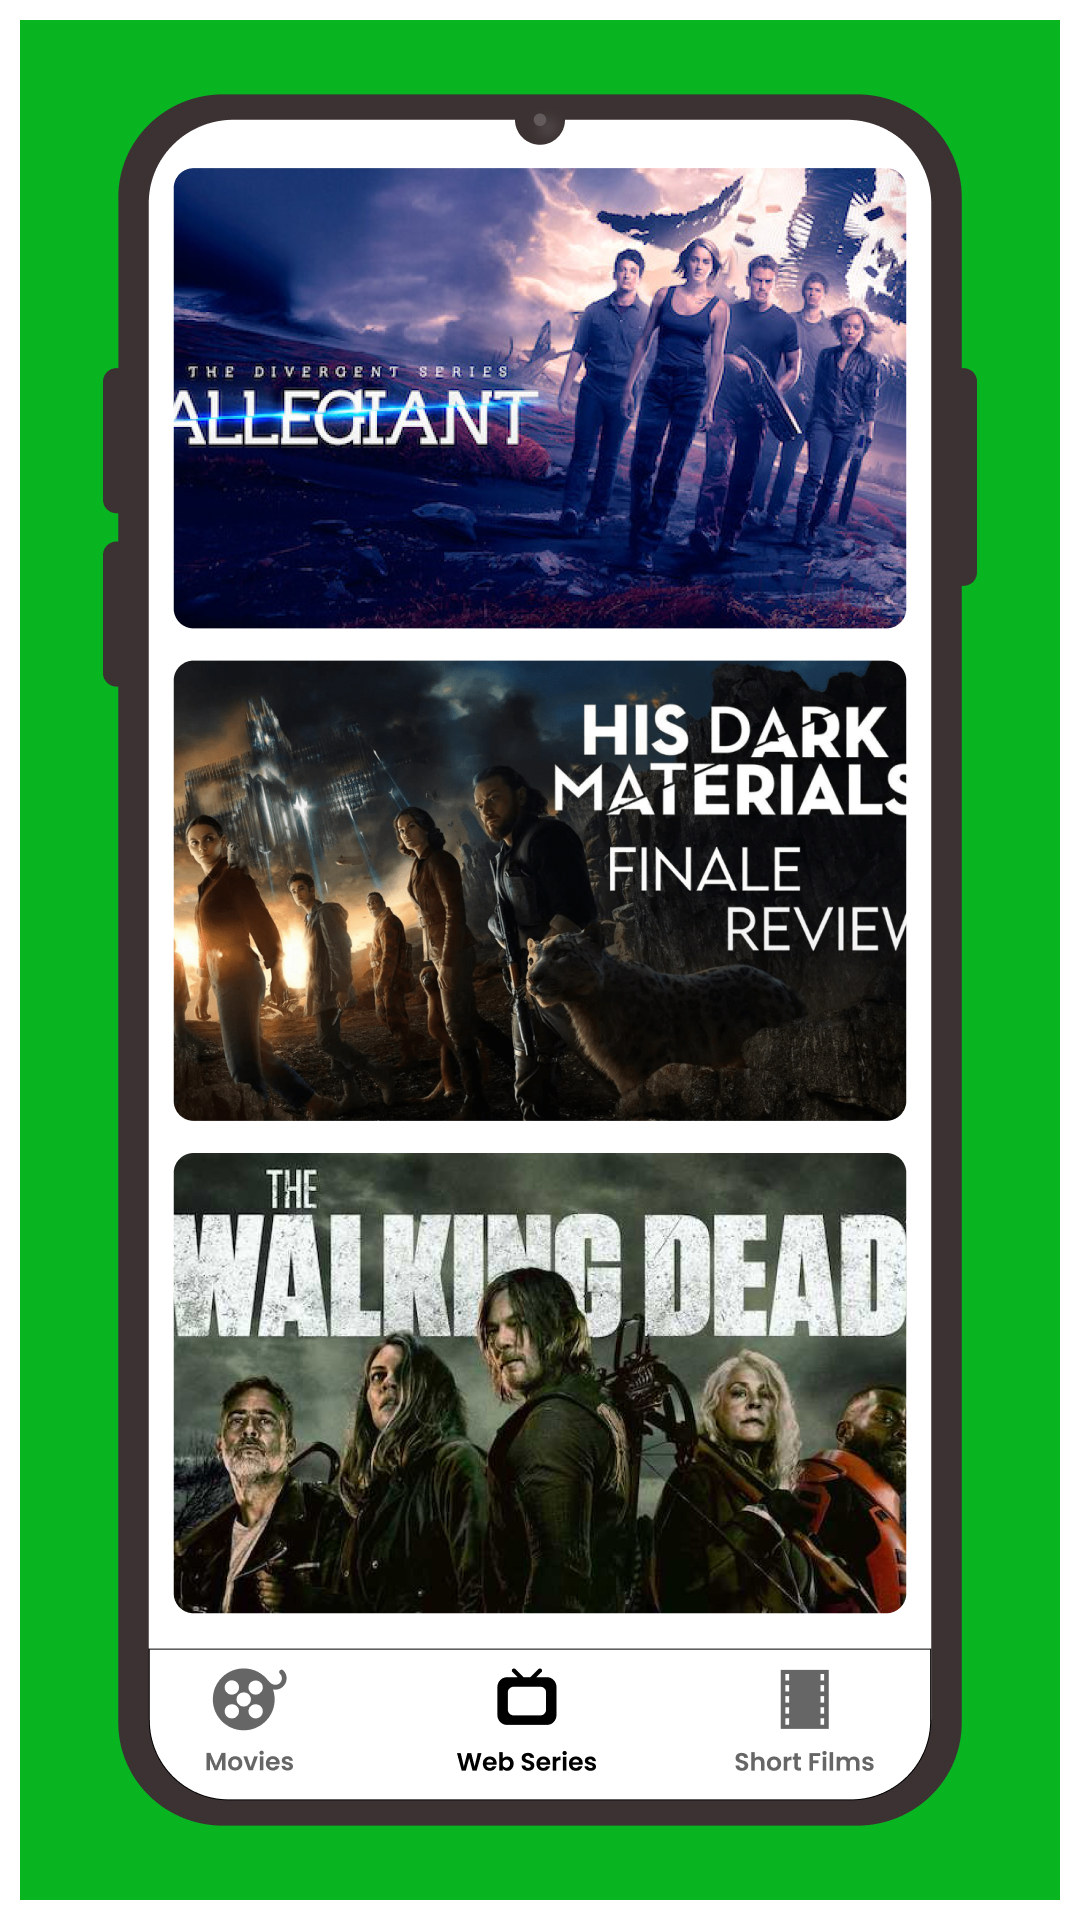 THE DIVERGENT SERIES
ALLEGIANT
HIS DARK
MATERIALS
FINALE
REVIEW
THE
WALKING DEAD
Movies
Web Series
Short Films